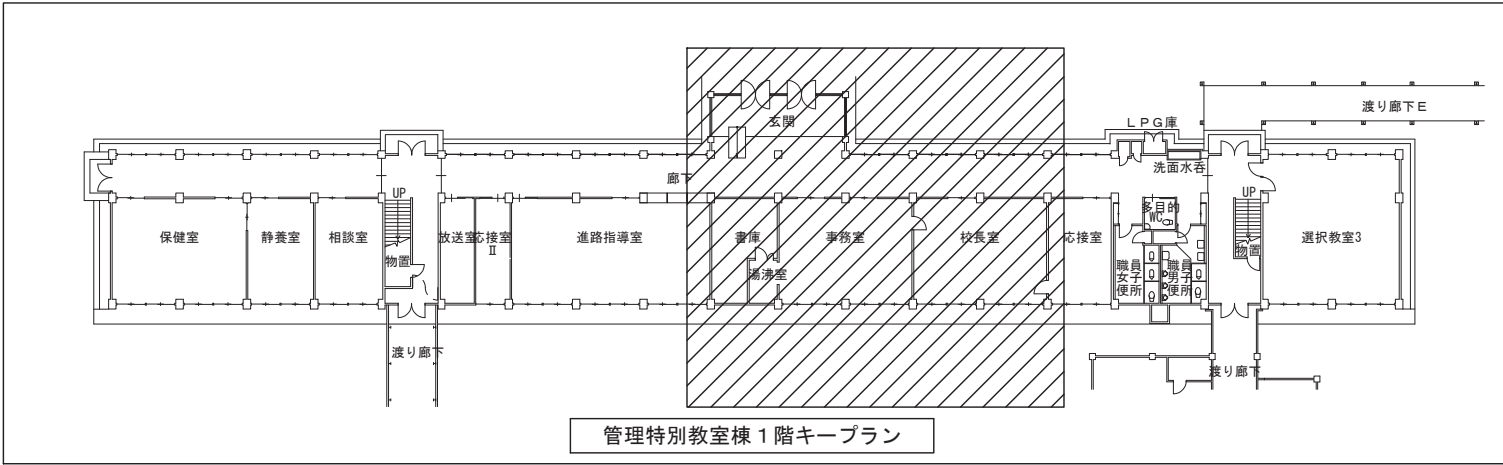 渡り廊下E
玄関
LPG庫
洗面水呑
廊下
UP
UP
多目的
WC
保健室
静養室
相談室
物置
放送室
応接室
Ⅱ
進路指導室
書庫
湯沸室
事務室
校長室
応接室
職員
女子
便所
職員
男子
便所
物置
選択教室3
渡り廊下
渡り廊下
管理特別教室棟1階キープラン